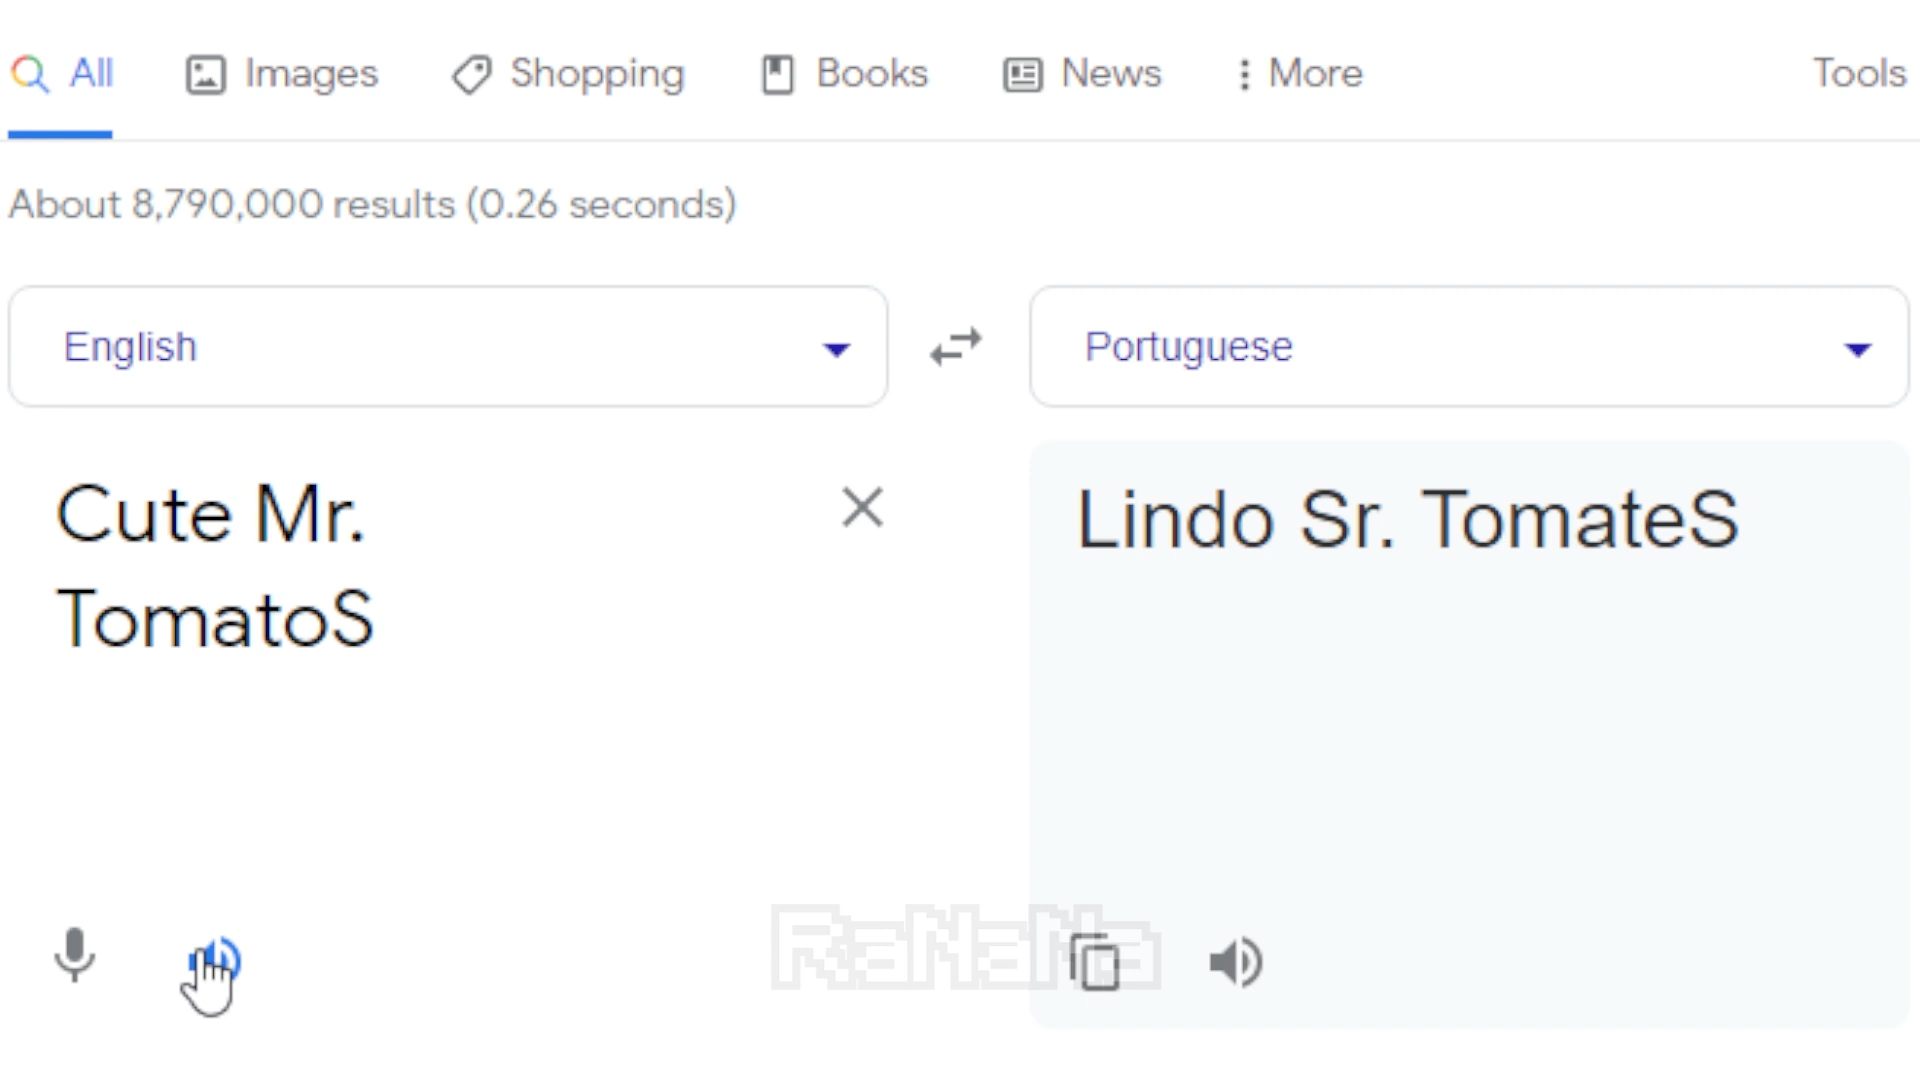 All Images Shopping Books News More Tools
About 8,790,000 results (0.26 seconds)
English Portuguese
Cute Mr.
TomatoS
Lindo Sr. TomateS
RaNaNa